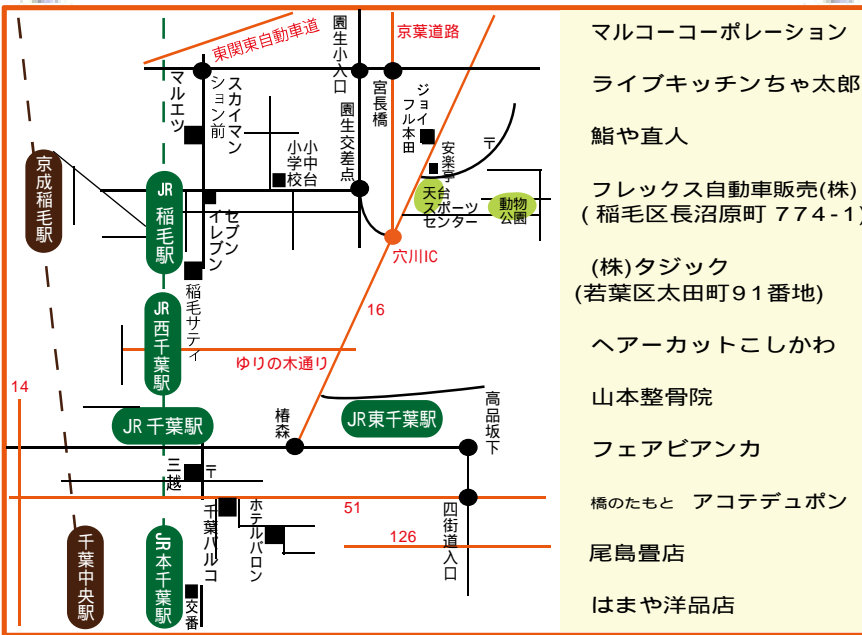 東関東自動車道
園生小入口
京葉道路
マルエツ
スカイマン
ション前
園生交差点
宮長橋
ジョイ
フル本田
小中台
小学校
安楽亭
〒
京成稲毛駅
JR
稲毛駅
セブン
イレブン
天台
スポーツ
センター
動物
公園
穴川IC
稲毛サティ
16
JR
西千葉駅
ゆりの木通り
14
JR千葉駅
椿森
JR東千葉駅
高品坂下
三越
〒
千葉パルコ
ホテルバロン
51
四街道入口
126
千葉中央駅
JR本千葉駅
交番
マルコーコーポレーション
ライブキッチンちゃ太郎
鮨や直人
フレックス自動車販売(株)
(稲毛区長沼原町 774-1)
(株)タジック
(若葉区太田町91番地)
ヘアーカットこしかわ
山本整骨院
フェアビアンカ
橋のたもと アコテデュポン
尾島畳店
はまや洋品店